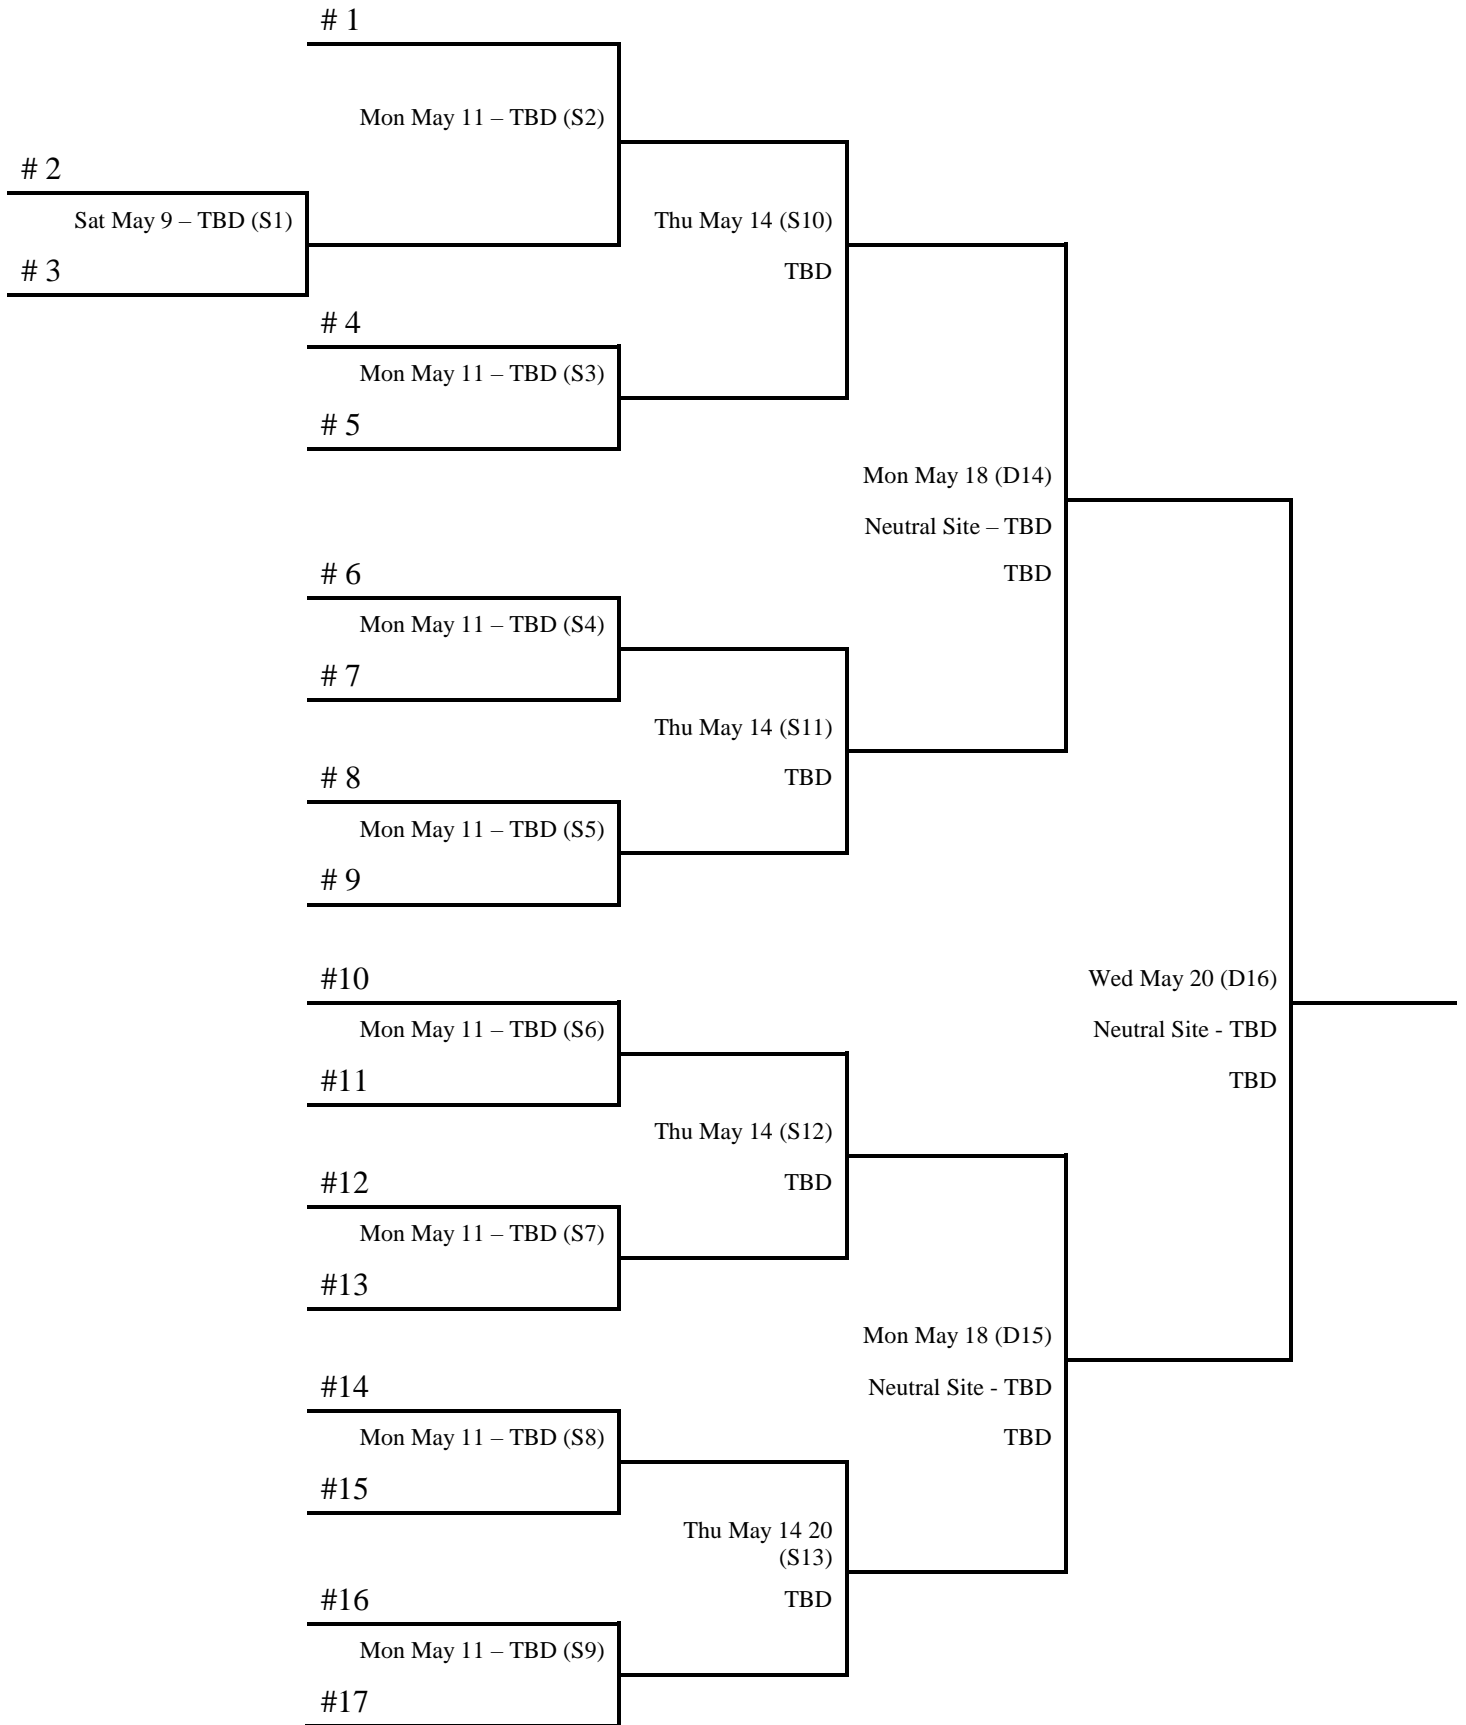 # 1
Mon May 11 – TBD (S2)
# 2
Sat May 9 – TBD (S1)
Thu May 14 (S10)
# 3
TBD
# 4
Mon May 11 – TBD (S3)
# 5
Mon May 18 (D14)
Neutral Site – TBD
# 6
TBD
Mon May 11 – TBD (S4)
# 7
Thu May 14 (S11)
# 8
TBD
Mon May 11 – TBD (S5)
# 9
#10
Wed May 20 (D16)
Mon May 11 – TBD (S6)
Neutral Site - TBD
#11
TBD
Thu May 14 (S12)
#12
TBD
Mon May 11 – TBD (S7)
#13
Mon May 18 (D15)
#14
Neutral Site - TBD
Mon May 11 – TBD (S8)
TBD
#15
Thu May 14 20
(S13)
#16
TBD
Mon May 11 – TBD (S9)
#17